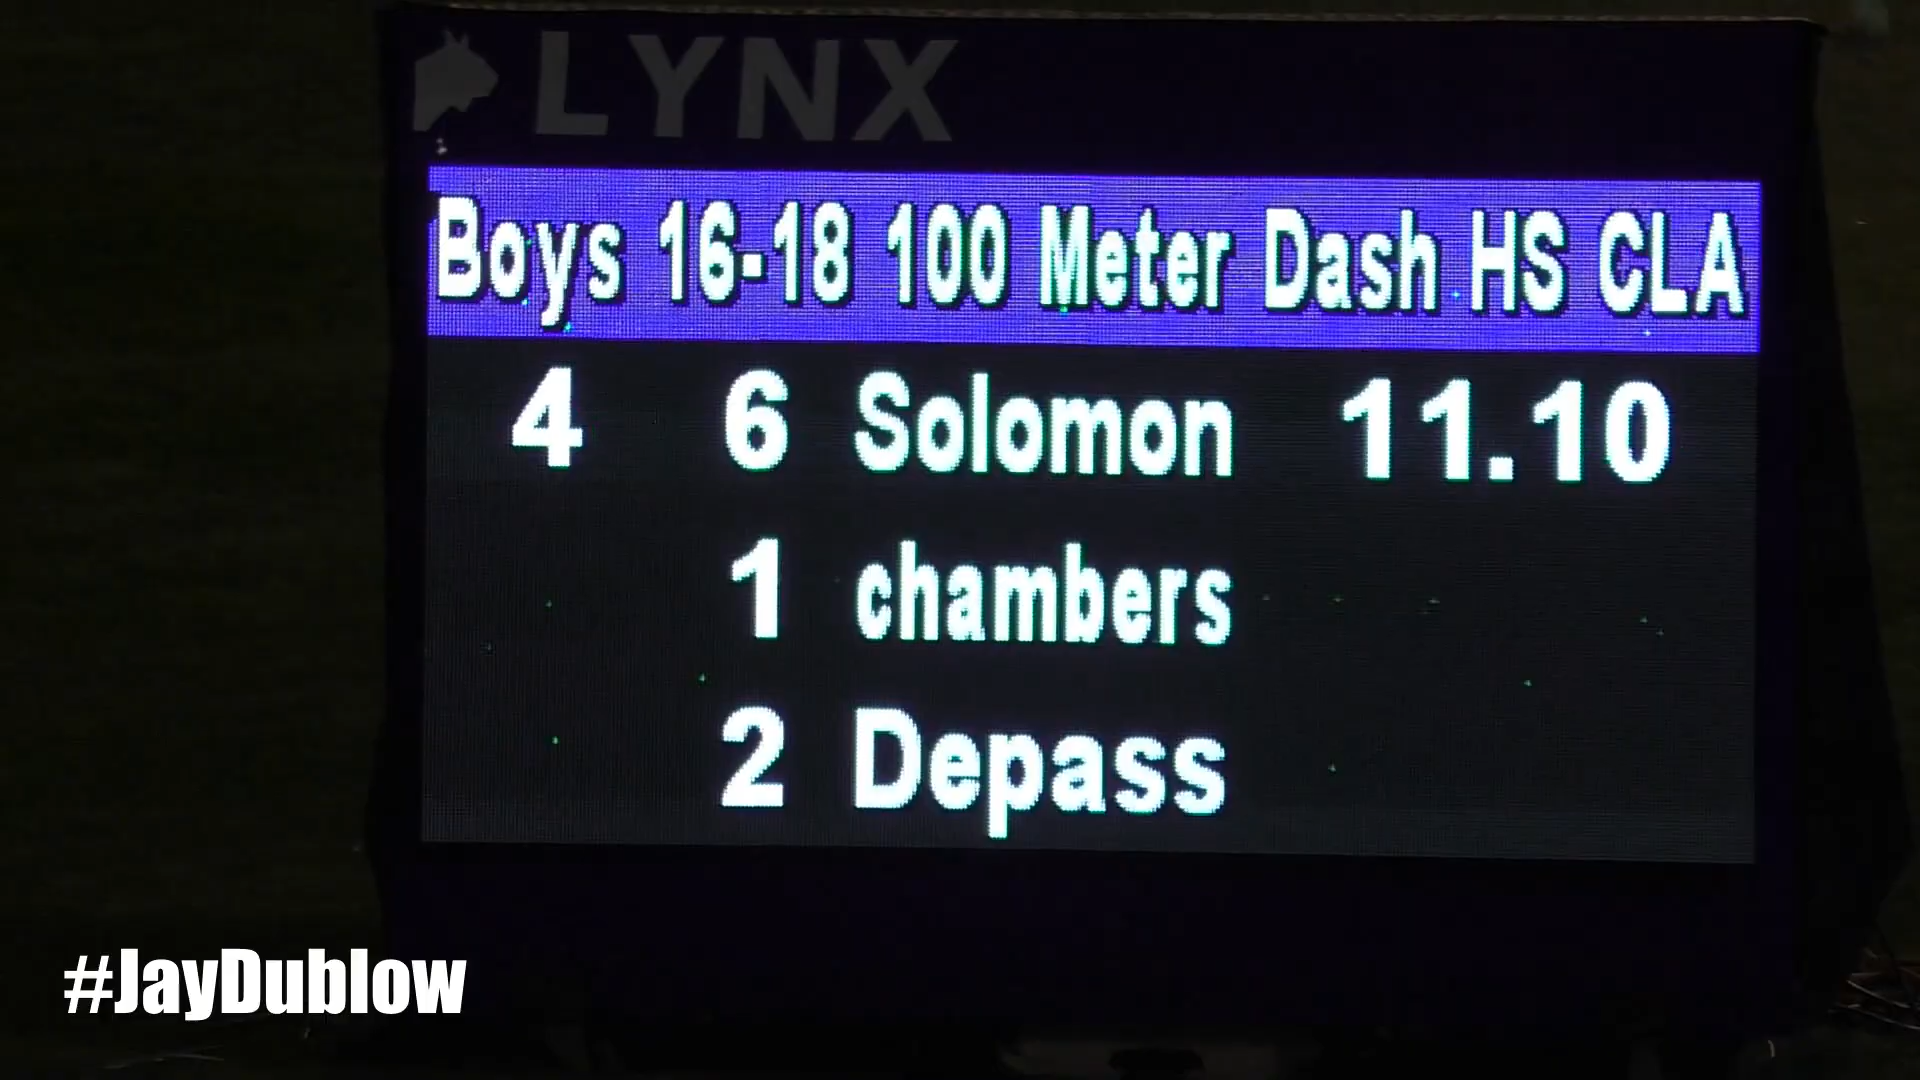 LYNX
Boys 16-18 100 Meter Dash HS CLA
4 6 Solomon 11.10
1 chambers
2 Depass
#JayDublow